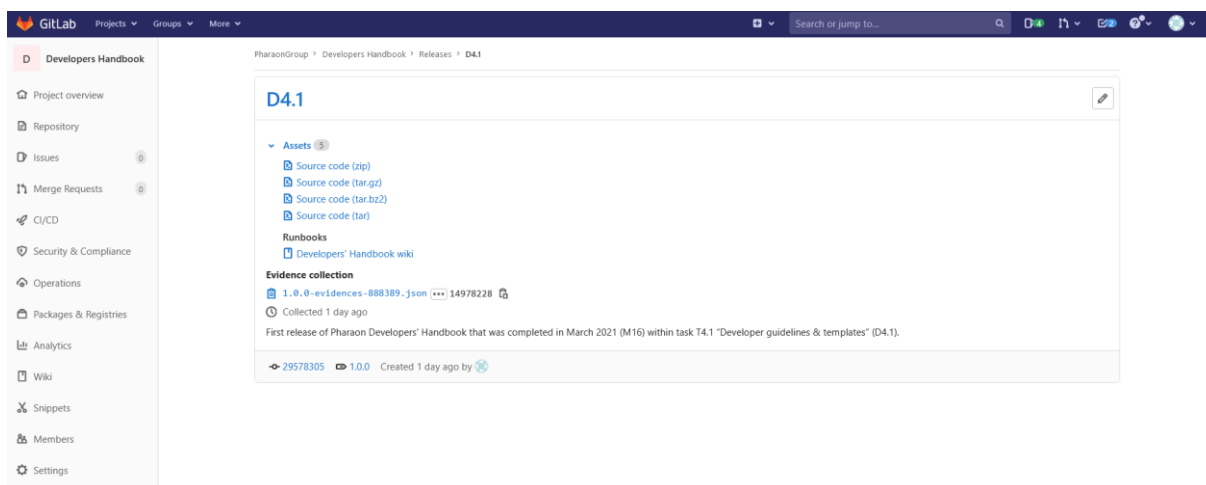 GitLab Projects Groups More Search or jump to... 4 2
D Developers Handbook
PharaonGroup > Developers Handbook > Releases > D4.1
Project overview
Repository
Issues 0
Merge Requests 0
CI/CD
Security & Compliance
Operations
Packages & Registries
Analytics
Wiki
Snippets
Members
Settings
D4.1
Assets 5
Source code (zip)
Source code (tar.gz)
Source code (tar.bz2)
Source code (tar)
Runbooks
Developers' Handbook wiki
Evidence collection
1.0.0-evidences-888389.json ••• 14978228
Collected 1 day ago
First release of Pharaon Developers' Handbook that was completed in March 2021 (M16) within task T4.1 "Developer guidelines & templates" (D4.1).
29578305 1.0.0 Created 1 day ago by